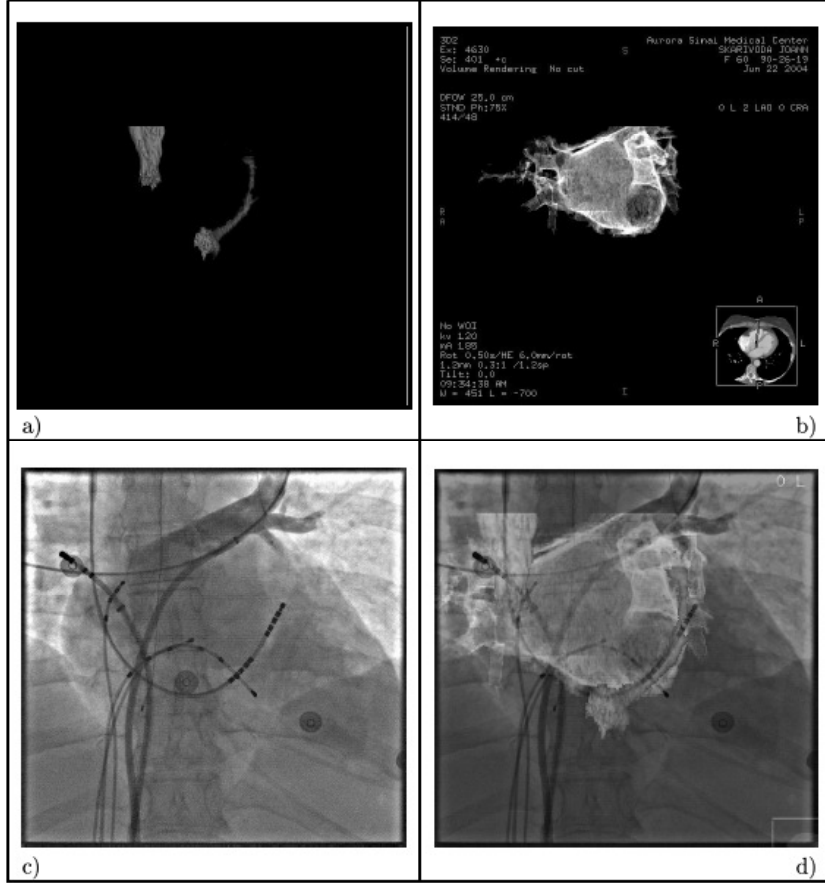 3D2
Ex: 4630
Se: 401 +c
Volume Rendering No cut
S
Aurora Sinai Medical Center
SKARIVODA JOANN
F 60 90-26-19
Jun 22 2004
DFOV 25.0 cm
STND Ph:75%
414/48
O L 2 LAO 0 CRA
R
A
L
P
No VOI
kv 120
mA 185
Rot 0.50s/HE 6.0mm/rot
1.2mm 0.3:1 /1.2sp
Tilt: 0.0
09:34:38 AM
W = 451 L = -700
I
A
R
L
P
a)
b)
O L
c)
d)